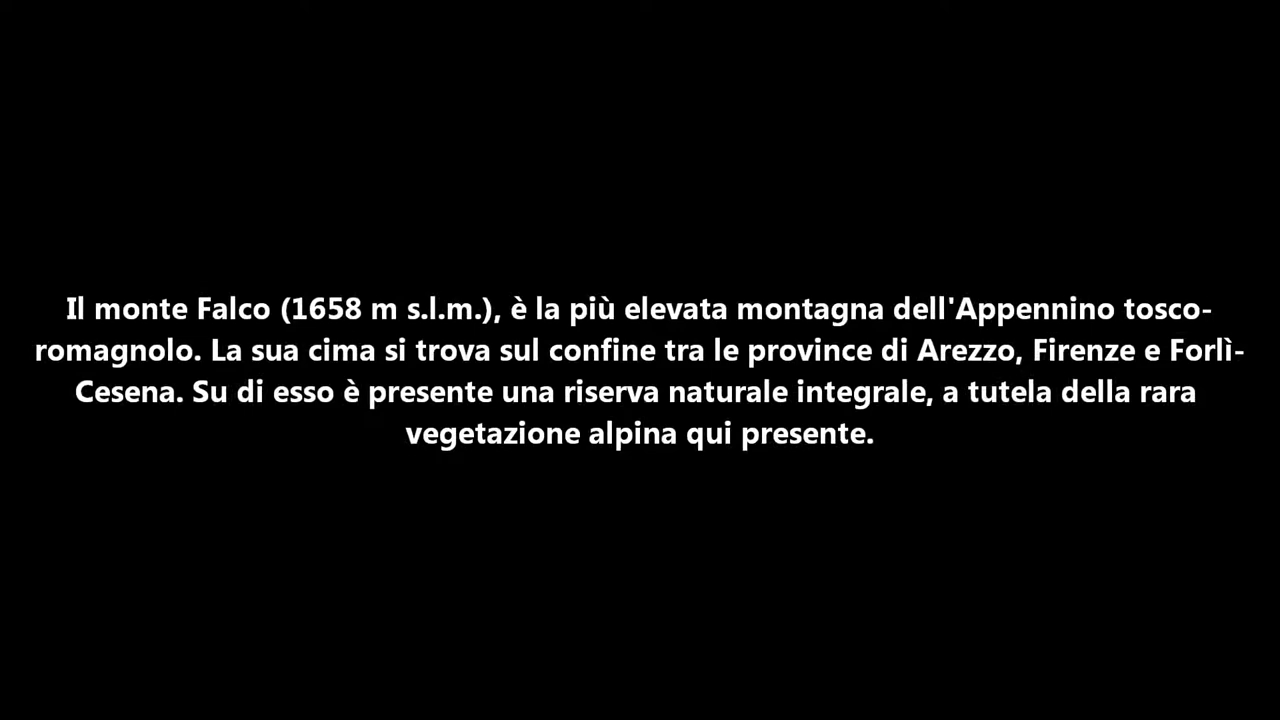 Il monte Falco (1658 m s.l.m.), è la più elevata montagna dell'Appennino tosco-
romagnolo. La sua cima si trova sul confine tra le province di Arezzo, Firenze e Forlì-
Cesena. Su di esso è presente una riserva naturale integrale, a tutela della rara
vegetazione alpina qui presente.